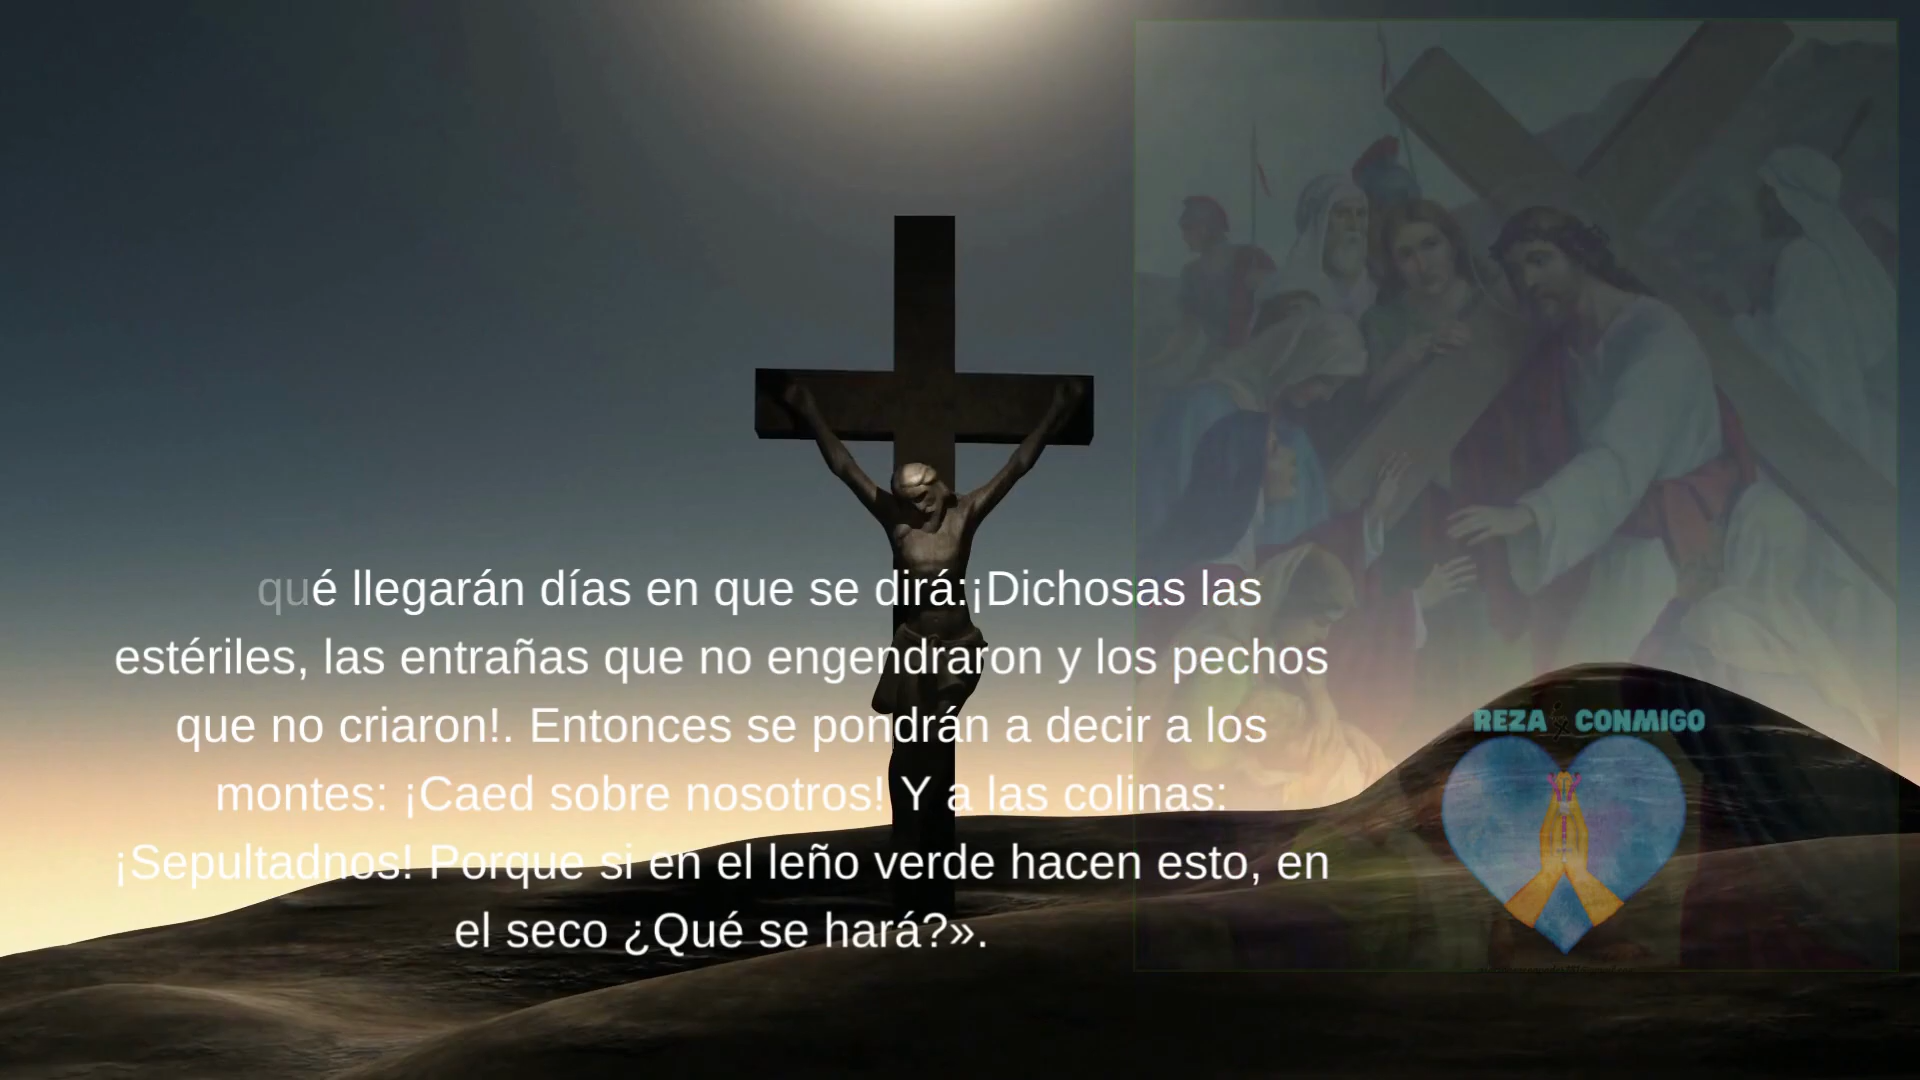 qué llegarán días en que se dirá:¡Dichosas las
estériles, las entrañas que no engendraron y los pechos
que no criaron!. Entonces se pondrán a decir a los
montes: ¡Caed sobre nosotros! Y a las colinas:
¡Sepultadnos! Porque si en el leño verde hacen esto, en
el seco ¿Qué se hará?».
REZA CONMIGO